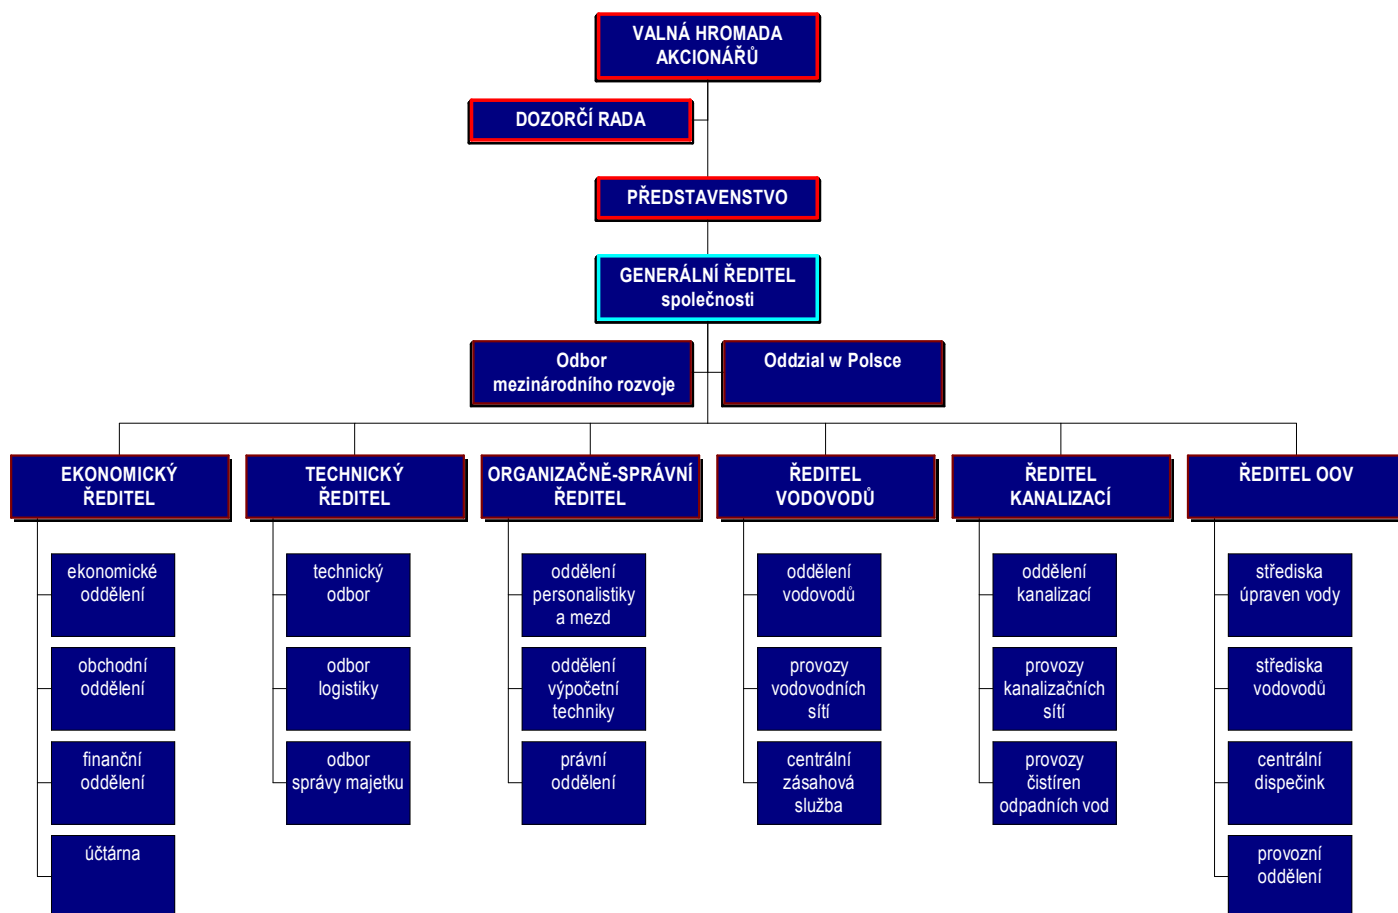 VALNÁ HROMADA
AKCIONÁŘŮ
DOZORČÍ RADA
PŘEDSTAVENSTVO
GENERÁLNÍ ŘEDITEL
společnosti
Odbor
mezinárodního rozvoje
Oddzial w Polsce
EKONOMICKÝ
ŘEDITEL
TECHNICKÝ
ŘEDITEL
ORGANIZAČNĚ-SPRÁVNÍ
ŘEDITEL
ŘEDITEL
VODOVODŮ
ŘEDITEL
KANALIZACÍ
ŘEDITEL OOV
ekonomické
oddělení
obchodní
oddělení
finanční
oddělení
účtárna
technický
odbor
odbor
logistiky
odbor
správy majetku
oddělení
personalistiky
a mezd
oddělení
výpočetní
techniky
právní
oddělení
oddělení
vodovodů
provozy
vodovodních
sítí
centrální
zásahová
služba
oddělení
kanalizací
provozy
kanalizačních
sítí
provozy
čistíren
odpadních vod
střediska
úpraven vody
střediska
vodovodů
centrální
dispečink
provozní
oddělení